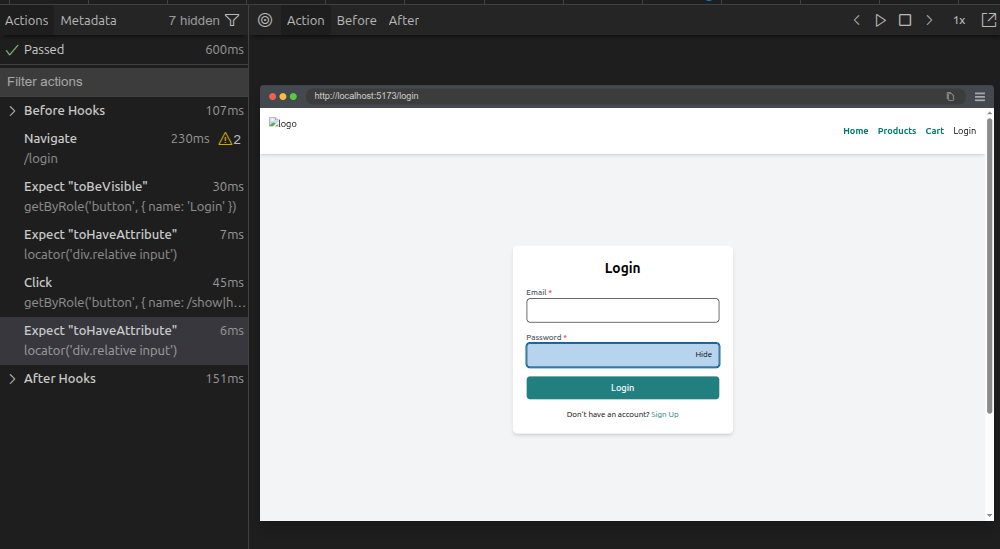 Actions Metadata 7 hidden
Action Before After
1x
Passed 600ms
Filter actions
Before Hooks 107ms
Navigate 230ms 2
/login
Expect "toBeVisible" 30ms
getByRole('button', { name: 'Login' })
Expect "toHaveAttribute" 7ms
locator('div.relative input')
Click 45ms
getByRole('button', { name: /show|h…
Expect "toHaveAttribute" 6ms
locator('div.relative input')
After Hooks 151ms
http://localhost:5173/login
logo
Home Products Cart Login
Login
Email *
Password *
Hide
Login
Don't have an account? Sign Up